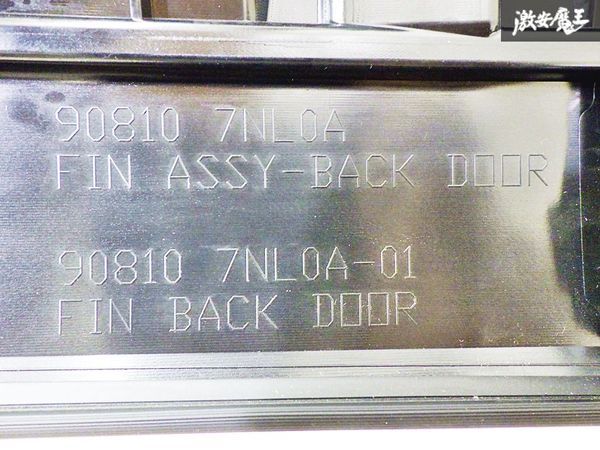 激安魔王
90810 7NL0A
FIN ASSY-BACK DOOR
90810 7NL0A-01
FIN BACK DOOR